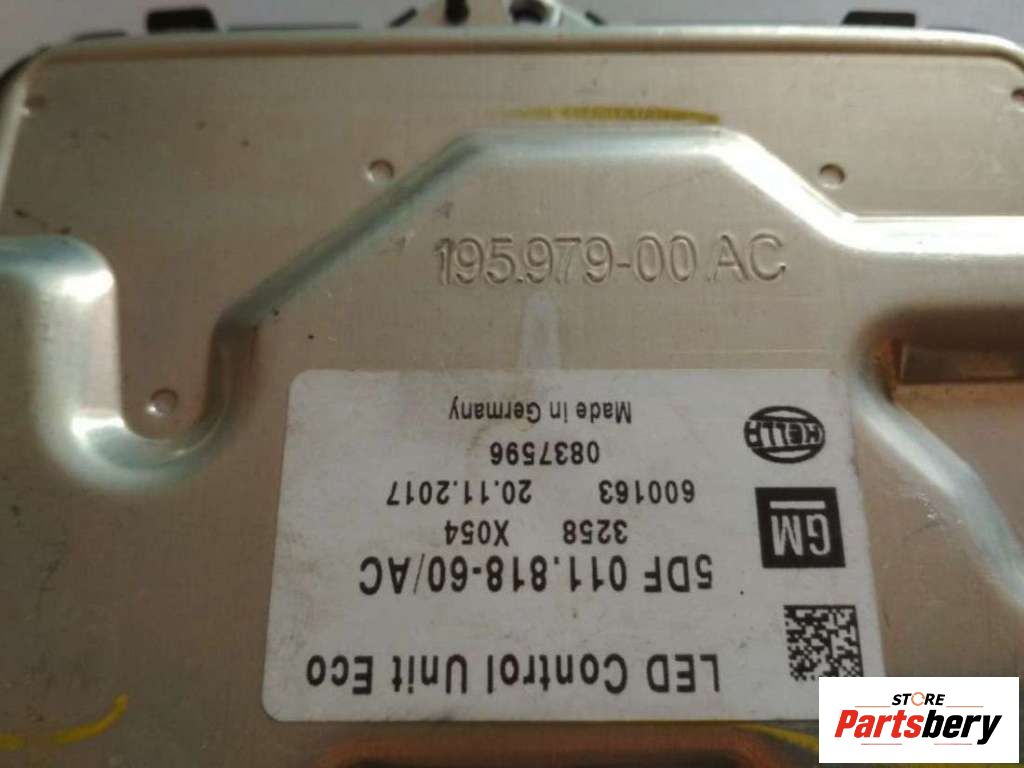 195.979-00 AC
LED Control Unit Eco
5DF 011.818-60/AC
3258 X054
600163 20.11.2017
0837596
Made in Germany
GM
HELLA
STORE
Partsbery